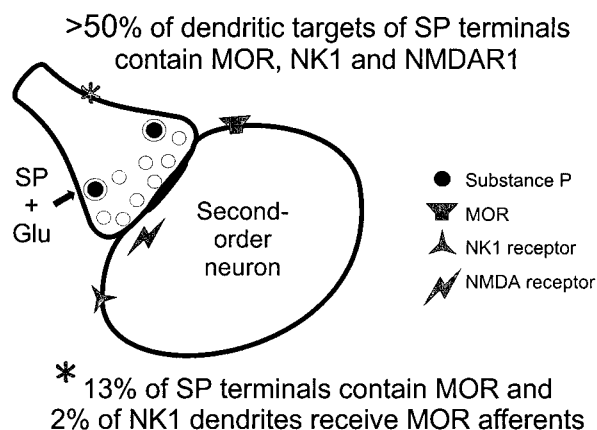 >50% of dendritic targets of SP terminals
contain MOR, NK1 and NMDAR1
SP
+
Glu
Second-
order
neuron
Substance P
MOR
NK1 receptor
NMDA receptor
* 13% of SP terminals contain MOR and
2% of NK1 dendrites receive MOR afferents